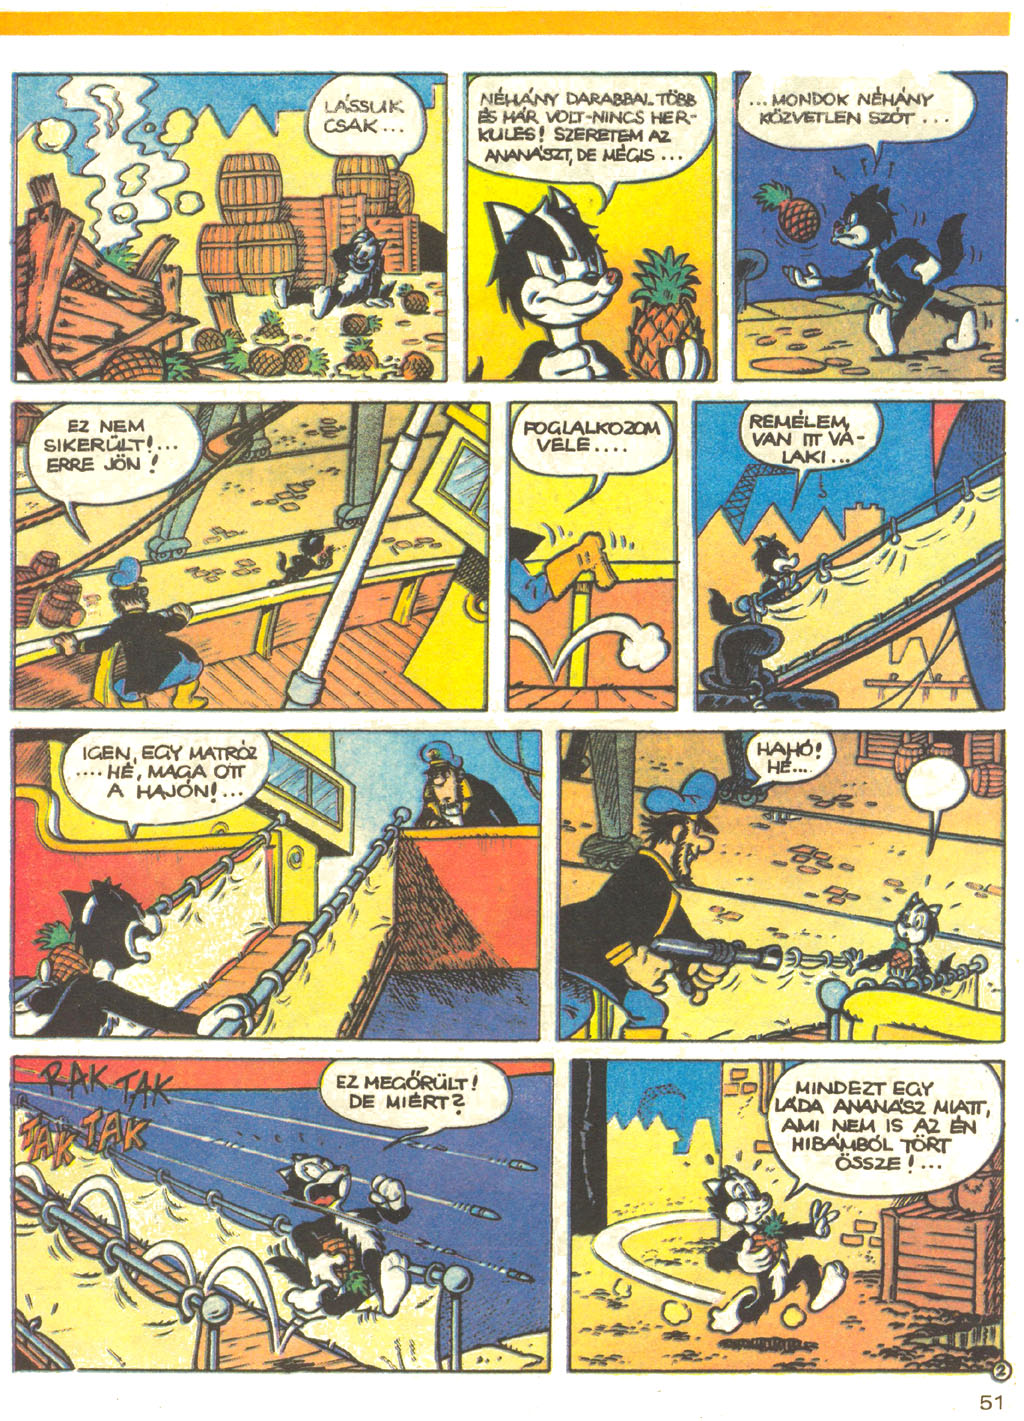 LÁSSUK
CSAK...
NÉHÁNY DARABBAL TÖBB
ÉS MÁR VOLT-NINCS HER-
KULES! SZERETEM AZ
ANANÁSZT, DE MÉGIS...
...MONDOK NÉHÁNY
KÖZVETLEN SZÓT...
EZ NEM
SIKERÜLT!...
ERRE JÖN!
FOGLALKOZOM
VELE....
REMÉLEM,
VAN ITT VA-
LAKI...
IGEN, EGY MATRÓZ
....HÉ, MAGA OTT
A HAJÓN!...
HAHÓ!
HÉ...
RAK TAK
TAK TAK
EZ MEGŐRÜLT!
DE MIÉRT?
MINDEZT EGY
LÁDA ANANÁSZ MIATT,
AMI NEM IS AZ ÉN
HIBÁMBÓL TÖRT
ÖSSZE!...
2
51